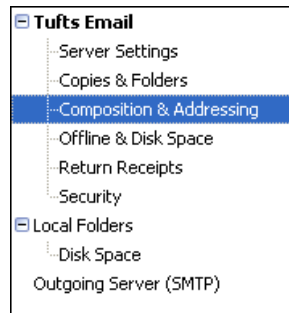 Tufts Email
Server Settings
Copies & Folders
Composition & Addressing
Offline & Disk Space
Return Receipts
Security
Local Folders
Disk Space
Outgoing Server (SMTP)